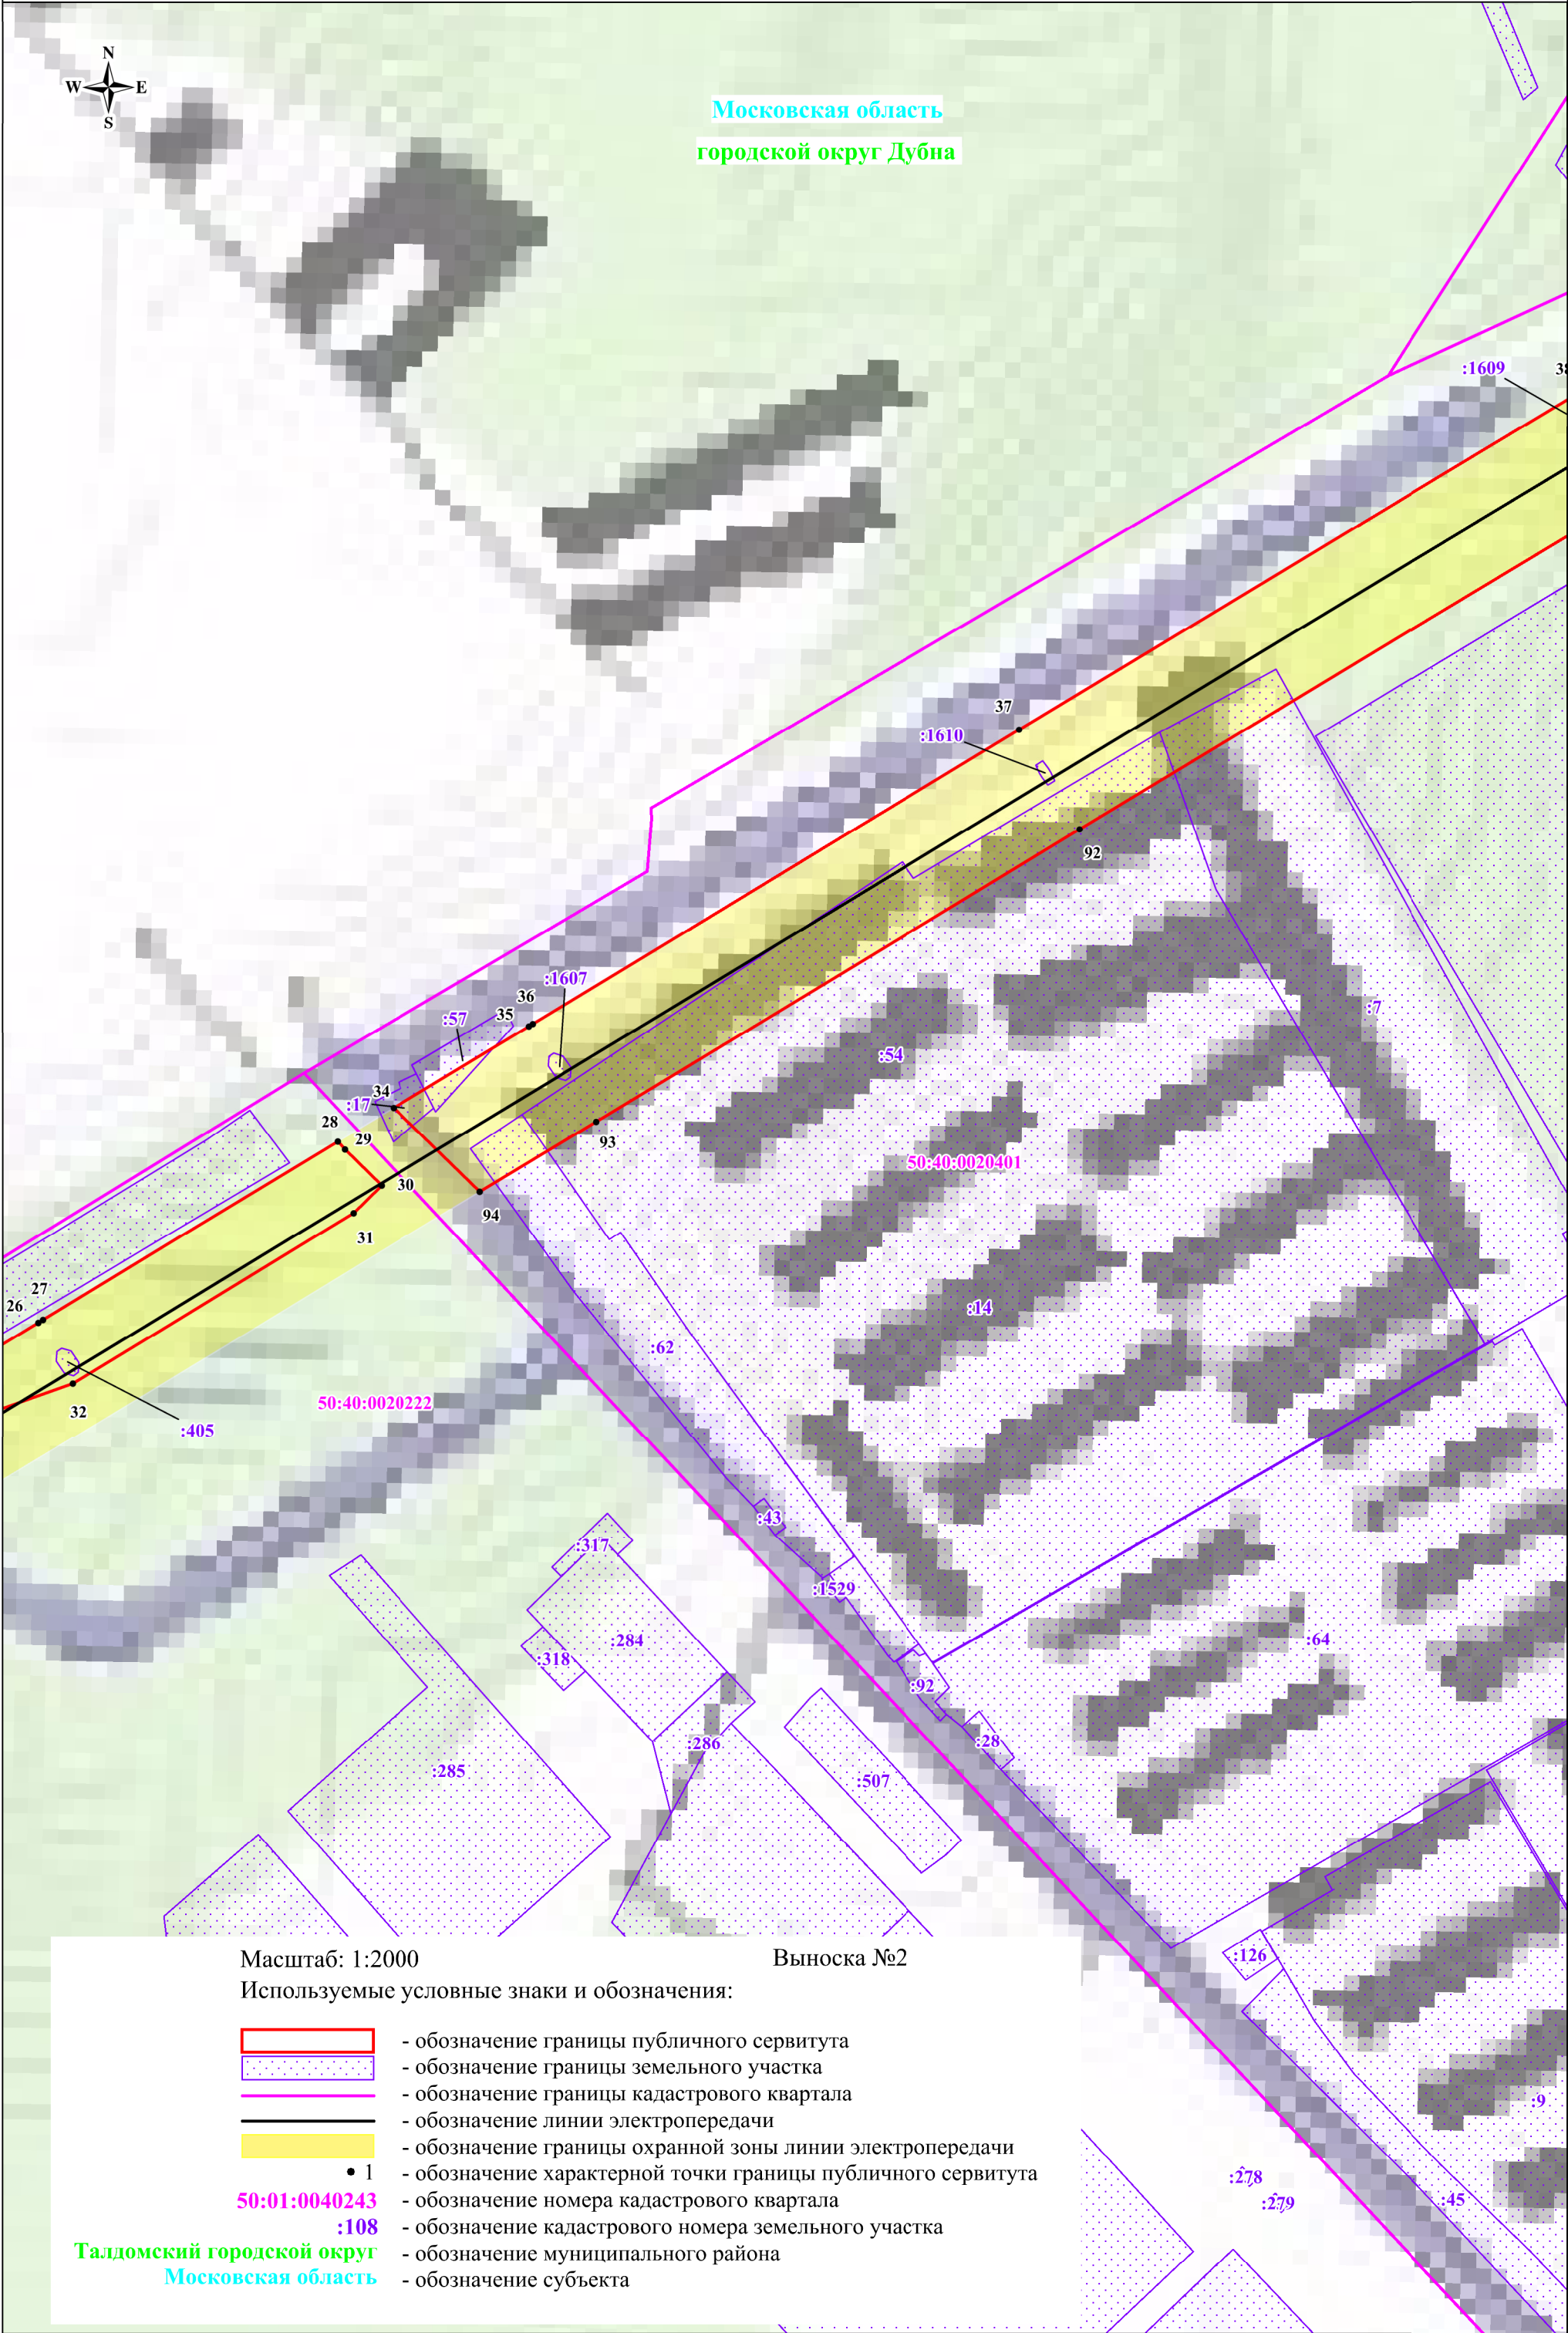 N
W E
S
Московская область
городской округ Дубна
:1609
38
37
:1610
92
:1607
36
35
:57
:7
:54
34
:17
28
29
93
50:40:0020401
30
94
31
27
26
:14
:62
32
50:40:0020222
:405
:43
:317
:1529
:284
:64
:318
:92
:28
:286
:285
:507
:126
Масштаб: 1:2000
Выноска №2
Используемые условные знаки и обозначения:
- обозначение границы публичного сервитута
- обозначение границы земельного участка
- обозначение границы кадастрового квартала
- обозначение линии электропередачи
- обозначение границы охранной зоны линии электропередачи
1 - обозначение характерной точки границы публичного сервитута
50:01:0040243 - обозначение номера кадастрового квартала
:108 - обозначение кадастрового номера земельного участка
Талдомский городской округ - обозначение муниципального района
Московская область - обозначение субъекта
:9
:278
:279
:45